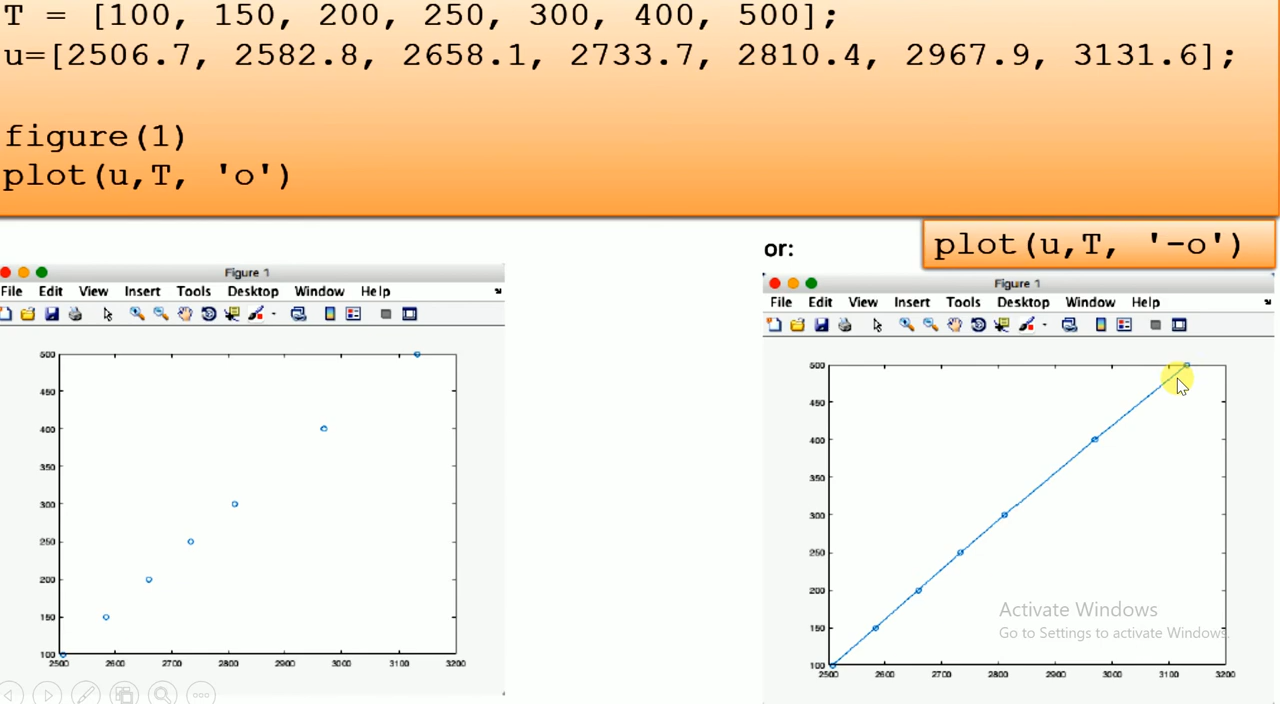 T = [100, 150, 200, 250, 300, 400, 500];
u=[2506.7, 2582.8, 2658.1, 2733.7, 2810.4, 2967.9, 3131.6];
figure(1)
plot(u,T, 'o')
or:
plot(u,T, '-o')
Figure 1
File Edit View Insert Tools Desktop Window Help
500
450
400
350
300
250
200
150
100
2500 2600 2700 2800 2900 3000 3100 3200
Figure 1
File Edit View Insert Tools Desktop Window Help
500
450
400
350
300
250
200
150
100
2500 2600 2700 2800 2900 3000 3100 3200
Activate Windows
Go to Settings to activate Windows.